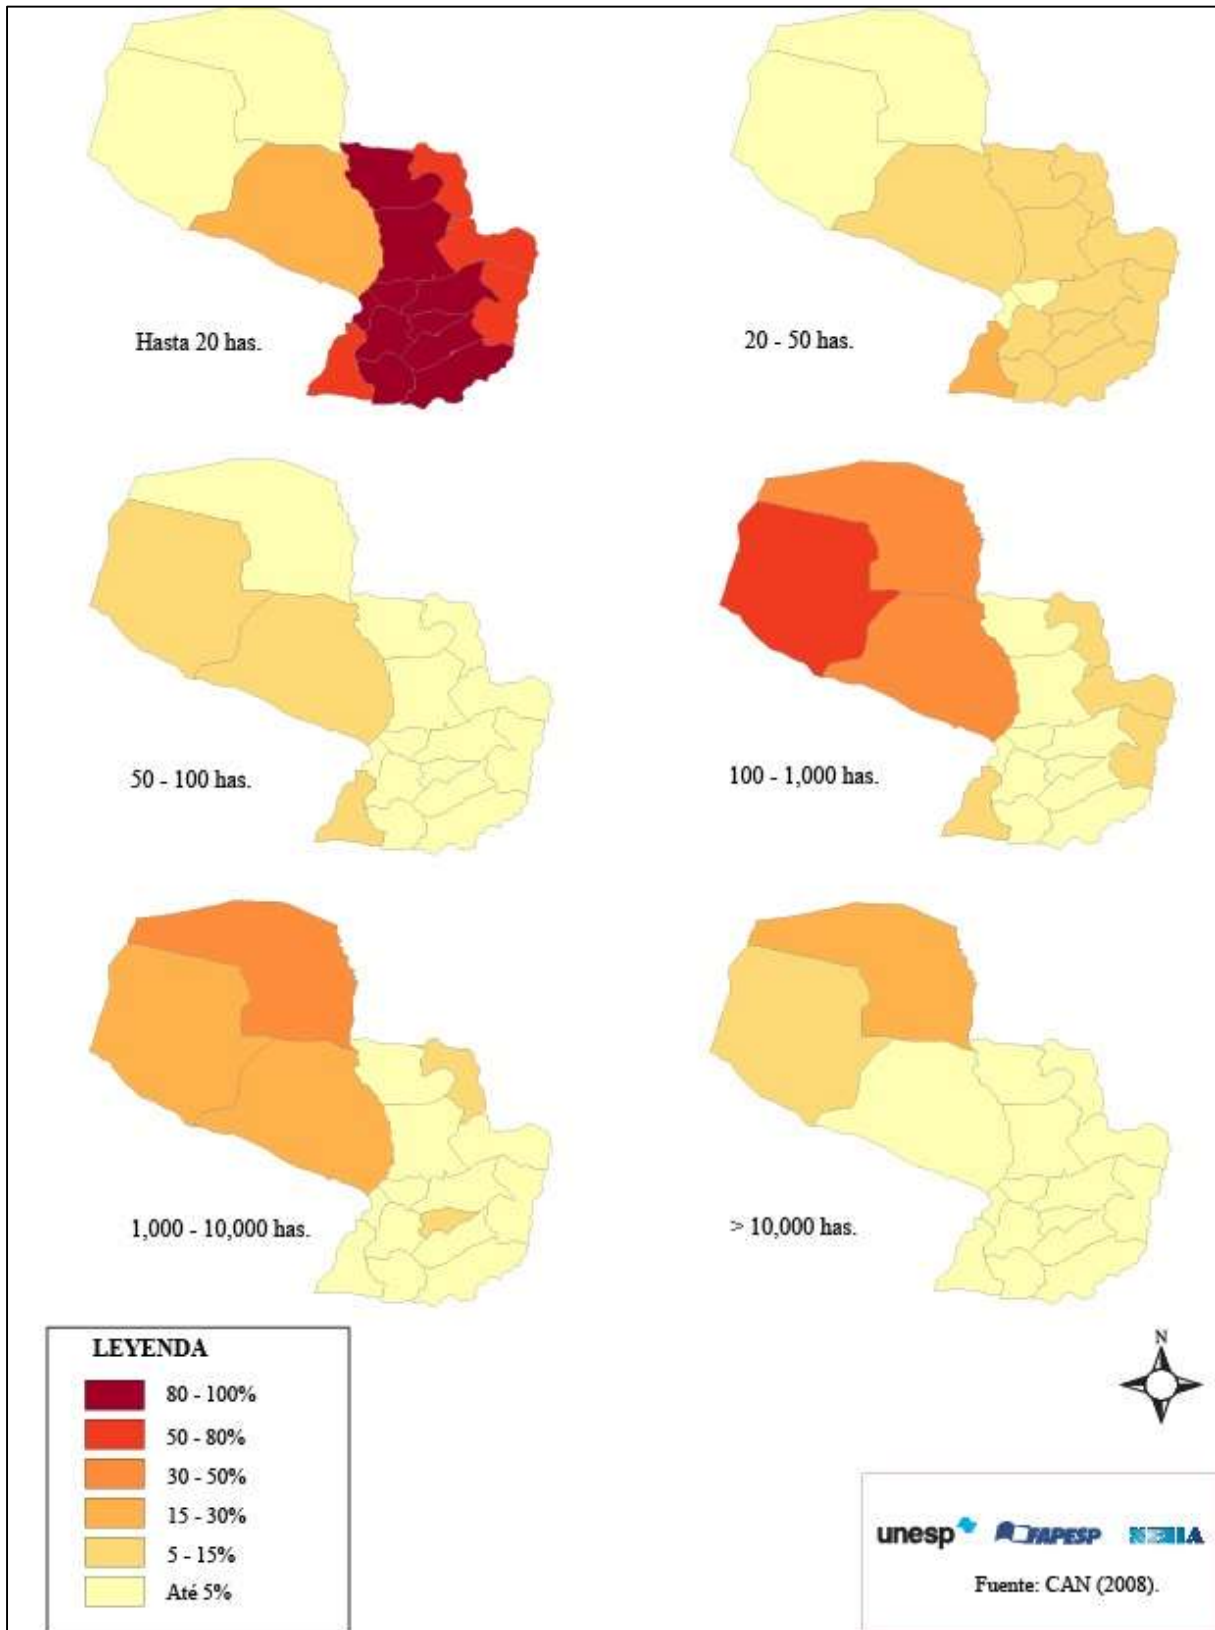 Hasta 20 has.
20 - 50 has.
50 - 100 has.
100 - 1,000 has.
1,000 - 10,000 has.
> 10,000 has.
LEYENDA
80 - 100%
50 - 80%
30 - 50%
15 - 30%
5 - 15%
Até 5%
N
unesp FAPESP
Fuente: CAN (2008).